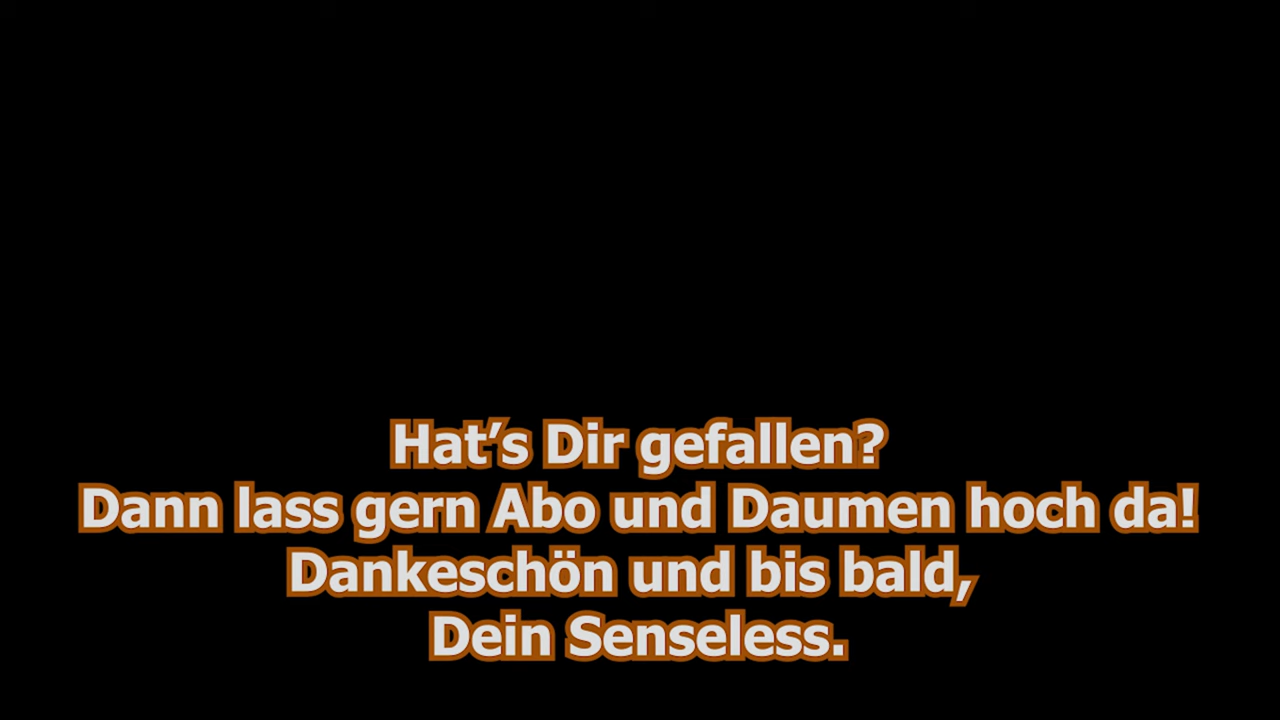 Hat’s Dir gefallen?
Dann lass gern Abo und Daumen hoch da!
Dankeschön und bis bald,
Dein Senseless.